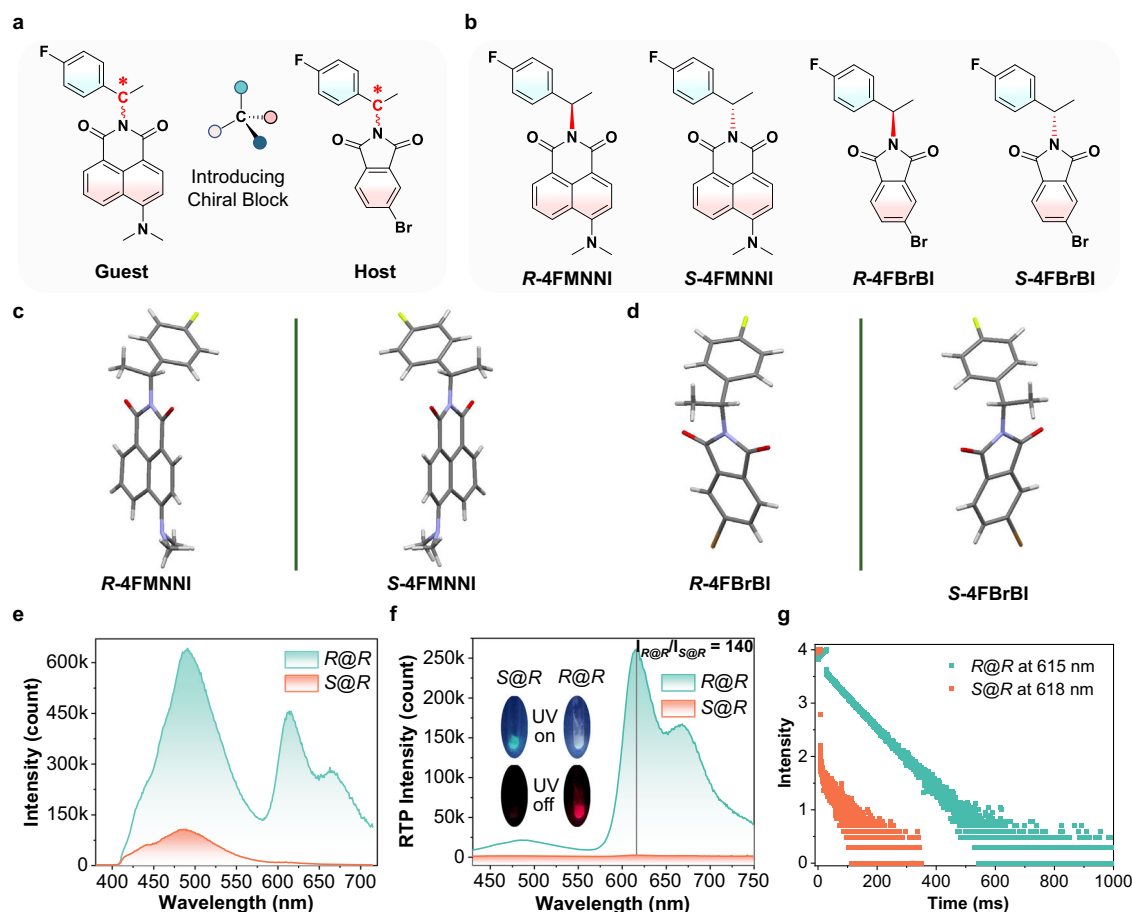 a
F
*
C
N
O
O
N
Guest
C
Introducing
Chiral Block
F
*
C
N
O
O
Br
Host
b
F
N
O
O
N
R-4FMNNI
F
N
O
O
N
S-4FMNNI
F
N
O
O
Br
R-4FBrBI
F
N
O
O
Br
S-4FBrBI
c
R-4FMNNI
S-4FMNNI
d
R-4FBrBI
S-4FBrBI
e
Intensity (count)
600k
450k
300k
150k
0
400 450 500 550 600 650 700
Wavelength (nm)
R@R
S@R
f
RTP Intensity (count)
250k
200k
150k
100k
50k
0
450 500 550 600 650 700 750
Wavelength (nm)
I R@R/I S@R = 140
S@R R@R
UV
on
UV
off
R@R
S@R
g
Intensity
4
3
2
1
4
0 200 400 600 800 1000
Time (ms)
R@R at 615 nm
S@R at 618 nm